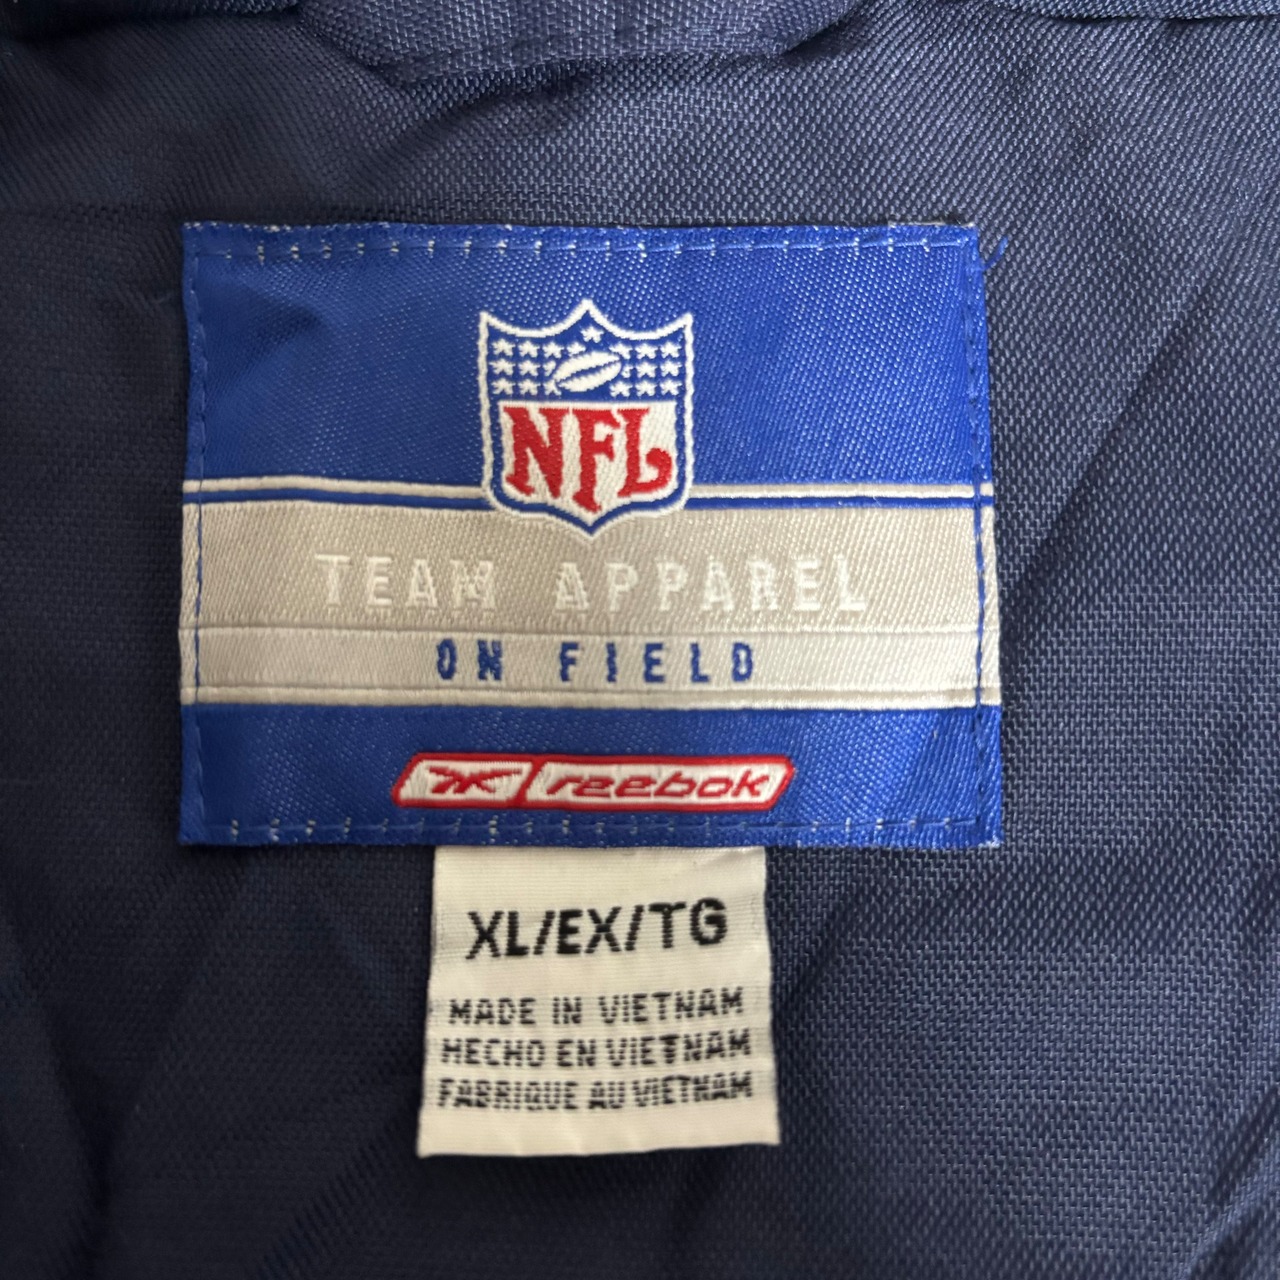 NFL
TEAM APPAREL
ON FIELD
reebok
XL/EX/TG
MADE IN VIETNAM
HECHO EN VIETNAM
FABRIQUE AU VIETNAM